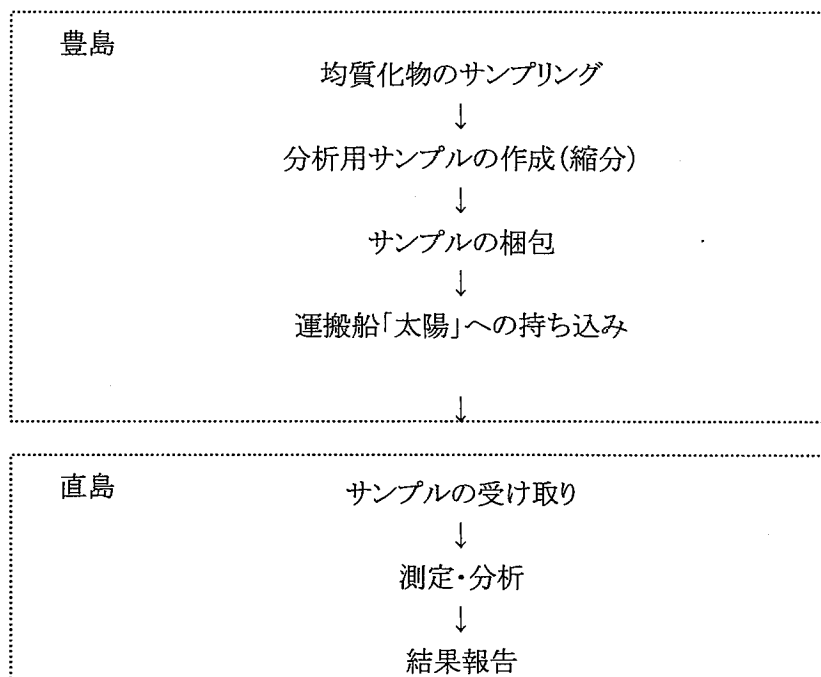 豊島
均質化物のサンプリング
↓
分析用サンプルの作成(縮分)
↓
サンプルの梱包
↓
運搬船「太陽」への持ち込み
↓
直島
サンプルの受け取り
↓
測定・分析
↓
結果報告